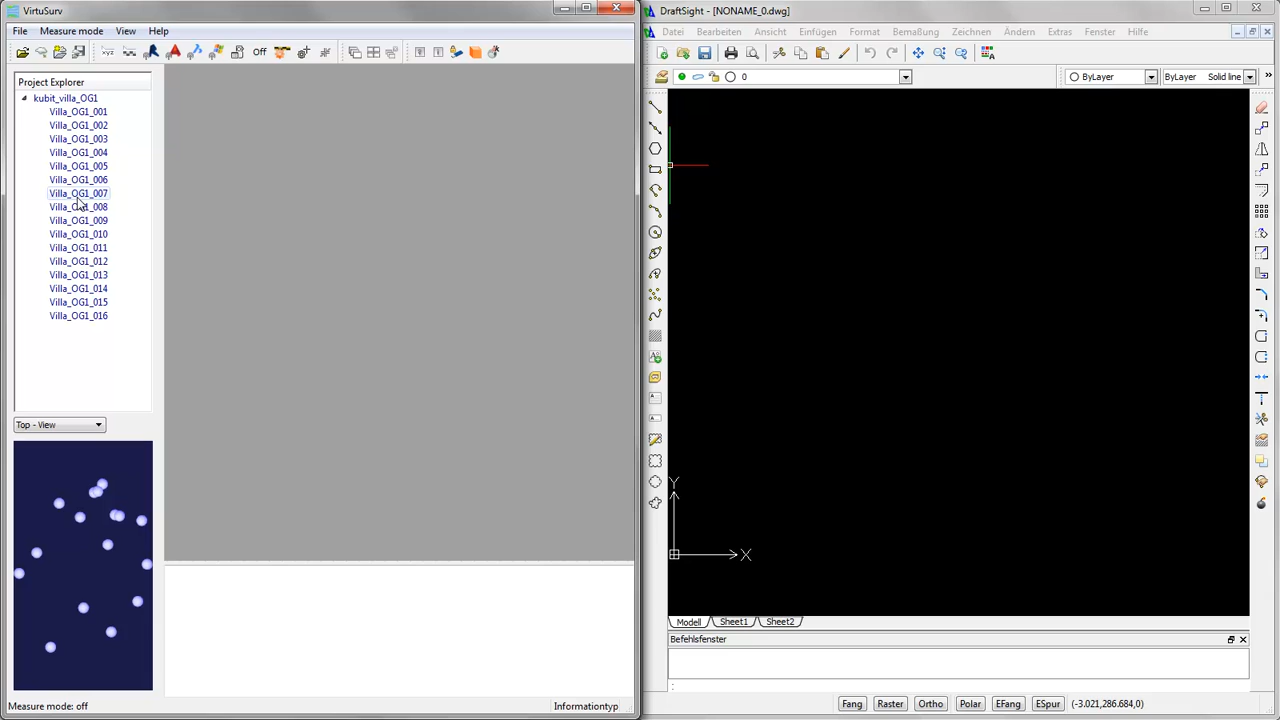 VirtuSurv
File Measure mode View Help
Off
Project Explorer
kubit_villa_OG1
Villa_OG1_001
Villa_OG1_002
Villa_OG1_003
Villa_OG1_004
Villa_OG1_005
Villa_OG1_006
Villa_OG1_007
Villa_OG1_008
Villa_OG1_009
Villa_OG1_010
Villa_OG1_011
Villa_OG1_012
Villa_OG1_013
Villa_OG1_014
Villa_OG1_015
Villa_OG1_016
Top - View
Measure mode: off
Informationtyp
DraftSight - [NONAME_0.dwg]
Datei Bearbeiten Ansicht Einfügen Format Bemaßung Zeichnen Ändern Extras Fenster Hilfe
0 ByLayer ByLayer Solid line
Y
X
Modell Sheet1 Sheet2
Befehlsfenster
:
Fang Raster Ortho Polar EFang ESpur (-3.021,286.684,0)